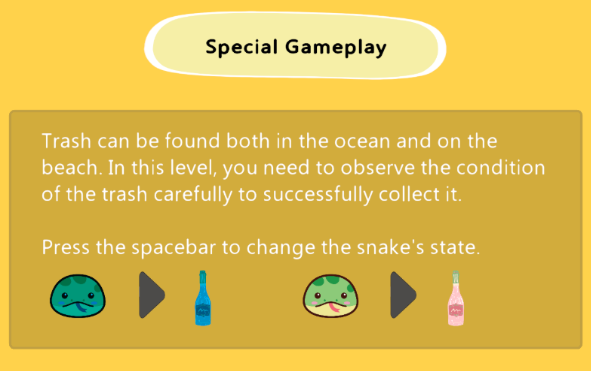 Special Gameplay
Trash can be found both in the ocean and on the
beach. In this level, you need to observe the condition
of the trash carefully to successfully collect it.
Press the spacebar to change the snake's state.